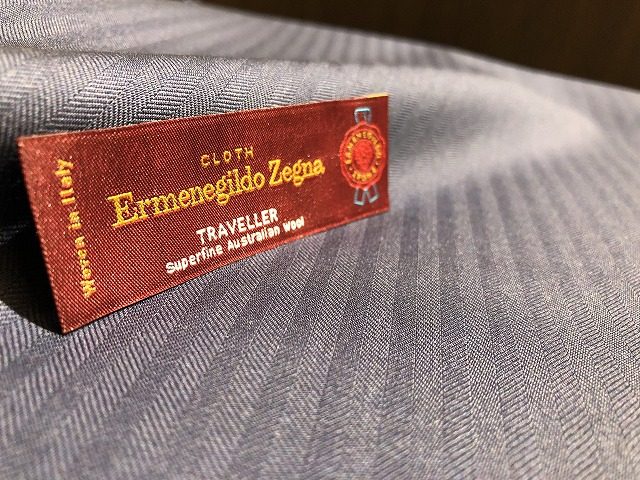 Woven in Italy
CLOTH
Ermenegildo Zegna
TRAVELLER
Superfine Australian wool